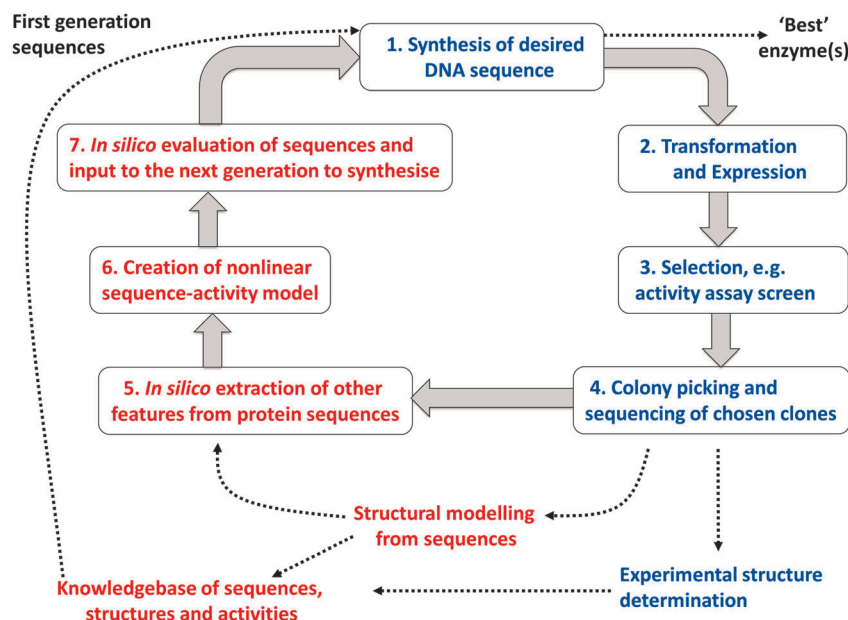 First generation
sequences
1. Synthesis of desired
DNA sequence
‘Best’
enzyme(s)
2. Transformation
and Expression
3. Selection, e.g.
activity assay screen
4. Colony picking and
sequencing of chosen clones
5. In silico extraction of other
features from protein sequences
6. Creation of nonlinear
sequence-activity model
7. In silico evaluation of sequences and
input to the next generation to synthesise
Structural modelling
from sequences
Experimental structure
determination
Knowledgebase of sequences,
structures and activities